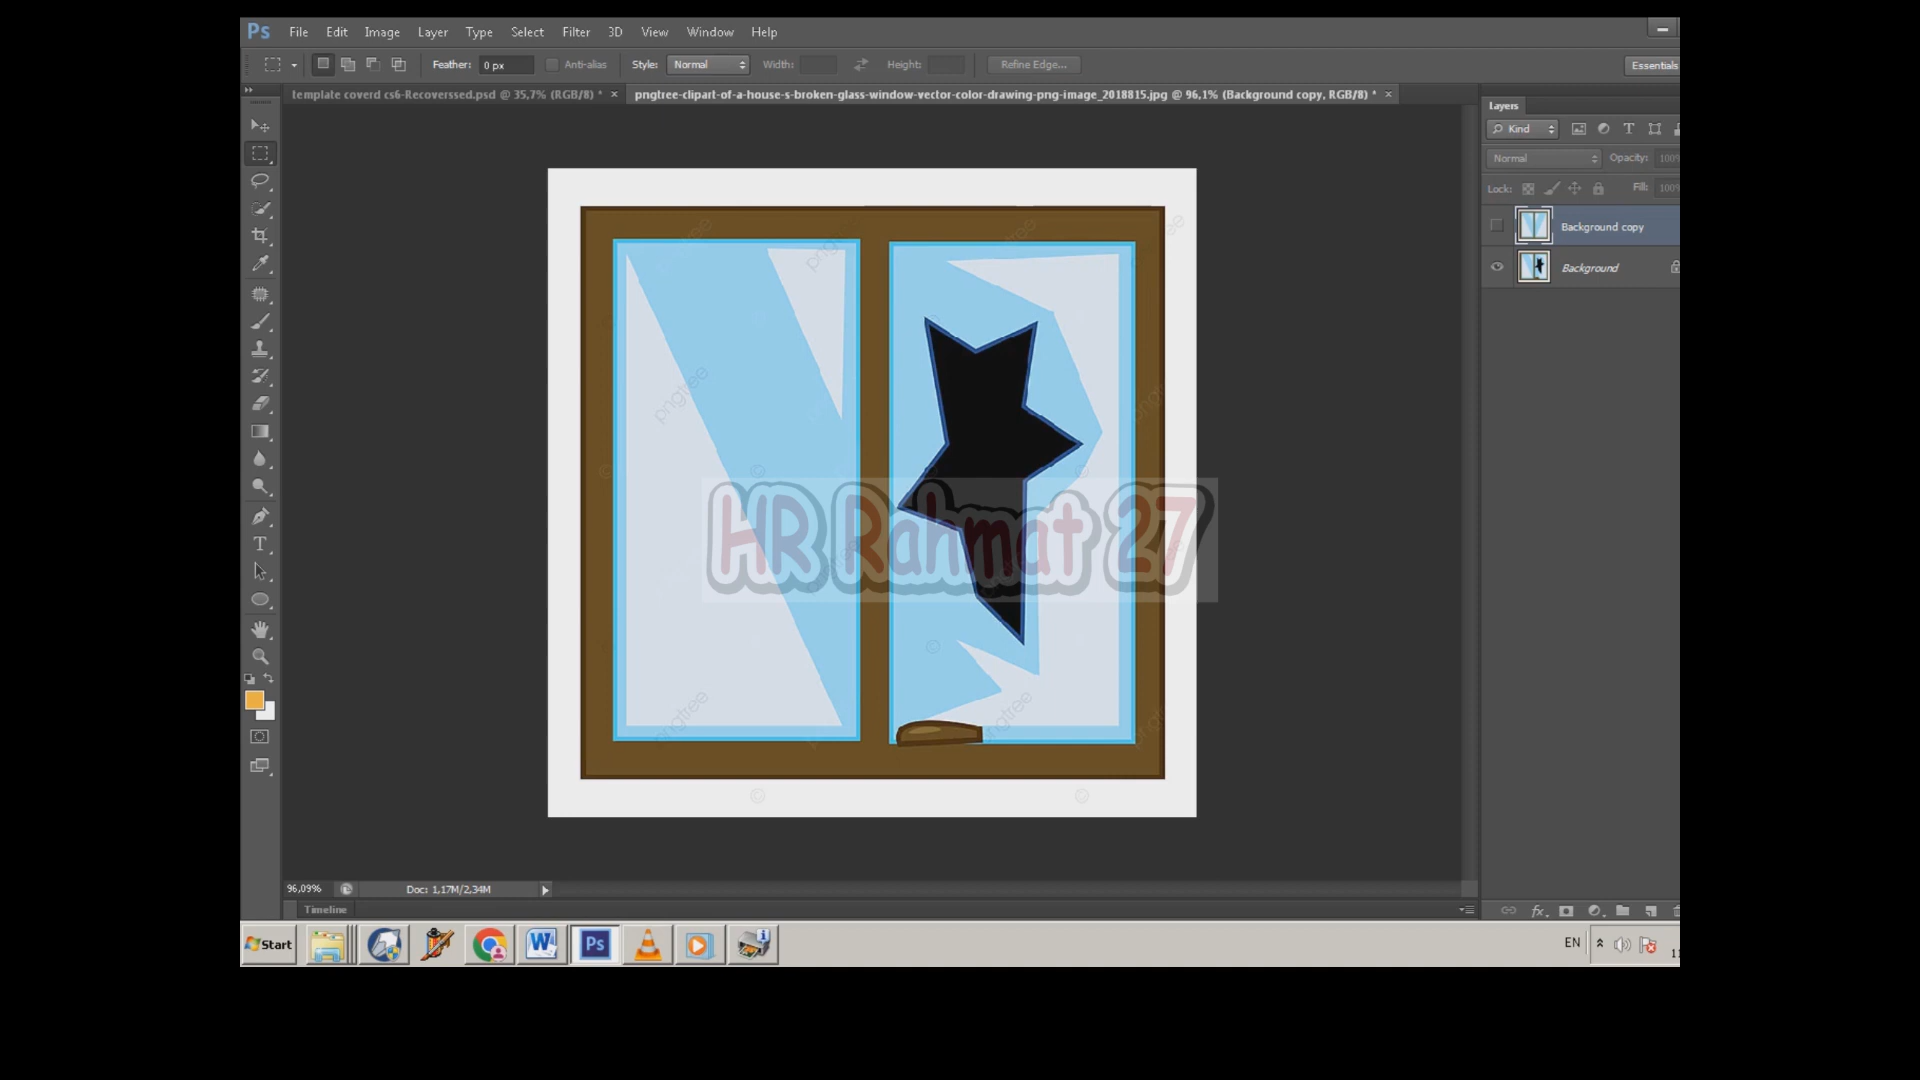 Ps File Edit Image Layer Type Select Filter 3D View Window Help
Feather: 0 px Anti-alias Style: Normal Width: Height: Refine Edge... Essentials
template coverd cs6-Recoverssed.psd @ 35,7% (RGB/8) * × pngtree-clipart-of-a-house-s-broken-glass-window-vector-color-drawing-png-image_2018815.jpg @ 96,1% (Background copy, RGB/8) * ×
Layers
Kind
Normal Opacity: 100%
Lock: Fill: 100%
Background copy
Background
pngtree
HR Rahmat 27
96,09% Doc: 1,17M/2,34M
Timeline
Start EN